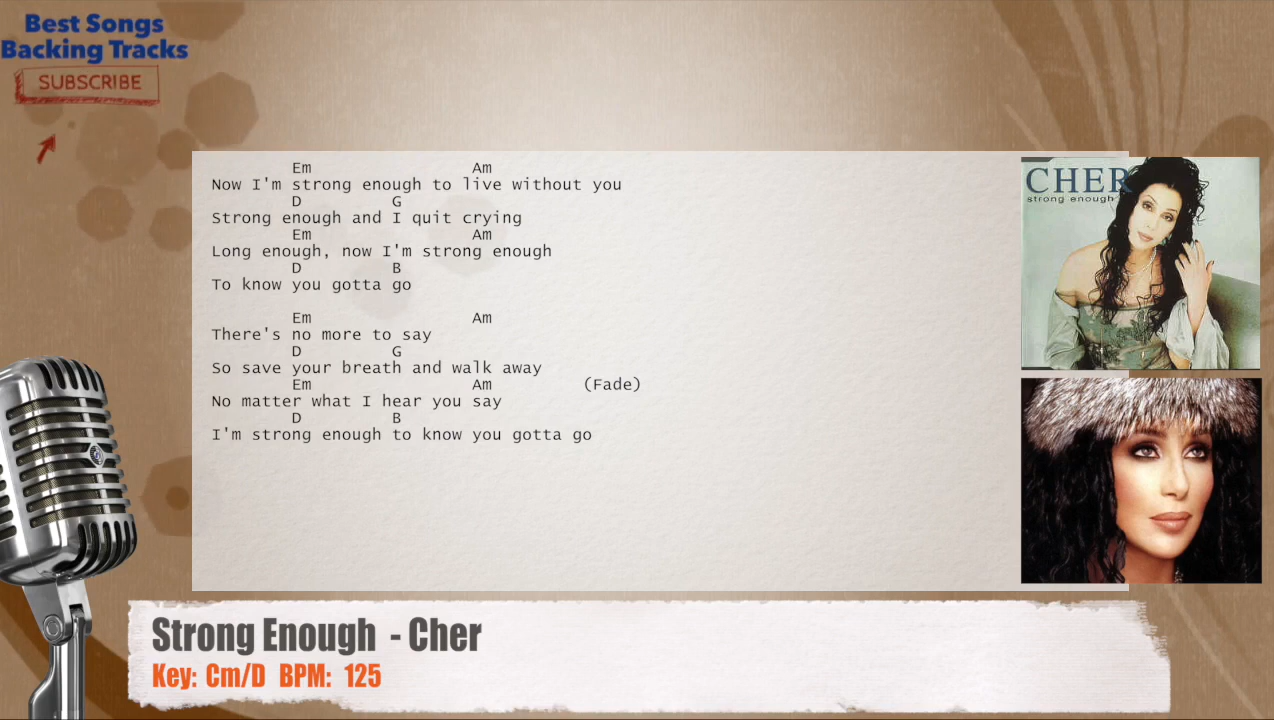 Best Songs
Backing Tracks
SUBSCRIBE
Em Am
Now I'm strong enough to live without you
D G
Strong enough and I quit crying
Em Am
Long enough, now I'm strong enough
D B
To know you gotta go
Em Am
There's no more to say
D G
So save your breath and walk away
Em Am (Fade)
No matter what I hear you say
D B
I'm strong enough to know you gotta go
CHER
strong enough
Strong Enough - Cher
Key: Cm/D BPM: 125